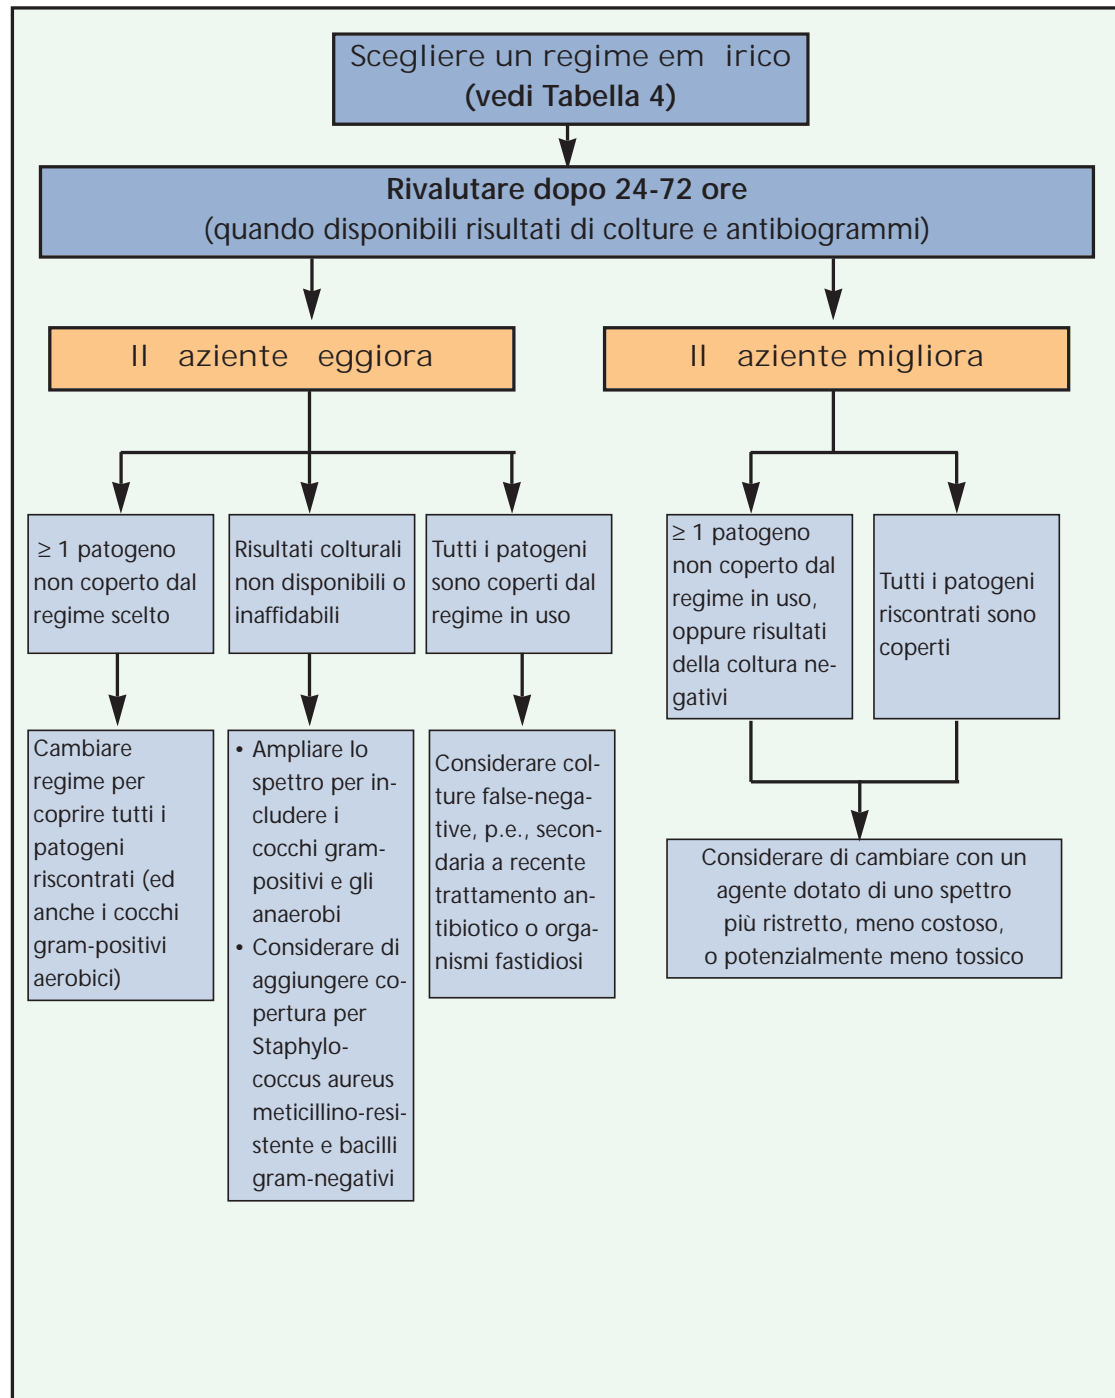 Scegliere un regime em irico
(vedi Tabella 4)
Rivalutare dopo 24-72 ore
(quando disponibili risultati di colture e antibiogrammi)
Il aziente eggiora
Il aziente migliora
≥ 1 patogeno
non coperto dal
regime scelto
Risultati colturali
non disponibili o
inaffidabili
Tutti i patogeni
sono coperti dal
regime in uso
≥ 1 patogeno
non coperto dal
regime in uso,
oppure risultati
della coltura ne-
gativi
Tutti i patogeni
riscontrati sono
coperti
Cambiare
regime per
coprire tutti i
patogeni
riscontrati (ed
anche i cocchi
gram-positivi
aerobici)
• Ampliare lo
spettro per in-
cludere i
cocchi gram-
positivi e gli
anaerobi
• Considerare di
aggiungere co-
pertura per
Staphylo-
coccus aureus
meticillino-resi-
stente e bacilli
gram-negativi
Considerare col-
ture false-nega-
tive, p.e., secon-
daria a recente
trattamento an-
tibiotico o orga-
nismi fastidiosi
Considerare di cambiare con un
agente dotato di uno spettro
più ristretto, meno costoso,
o potenzialmente meno tossico